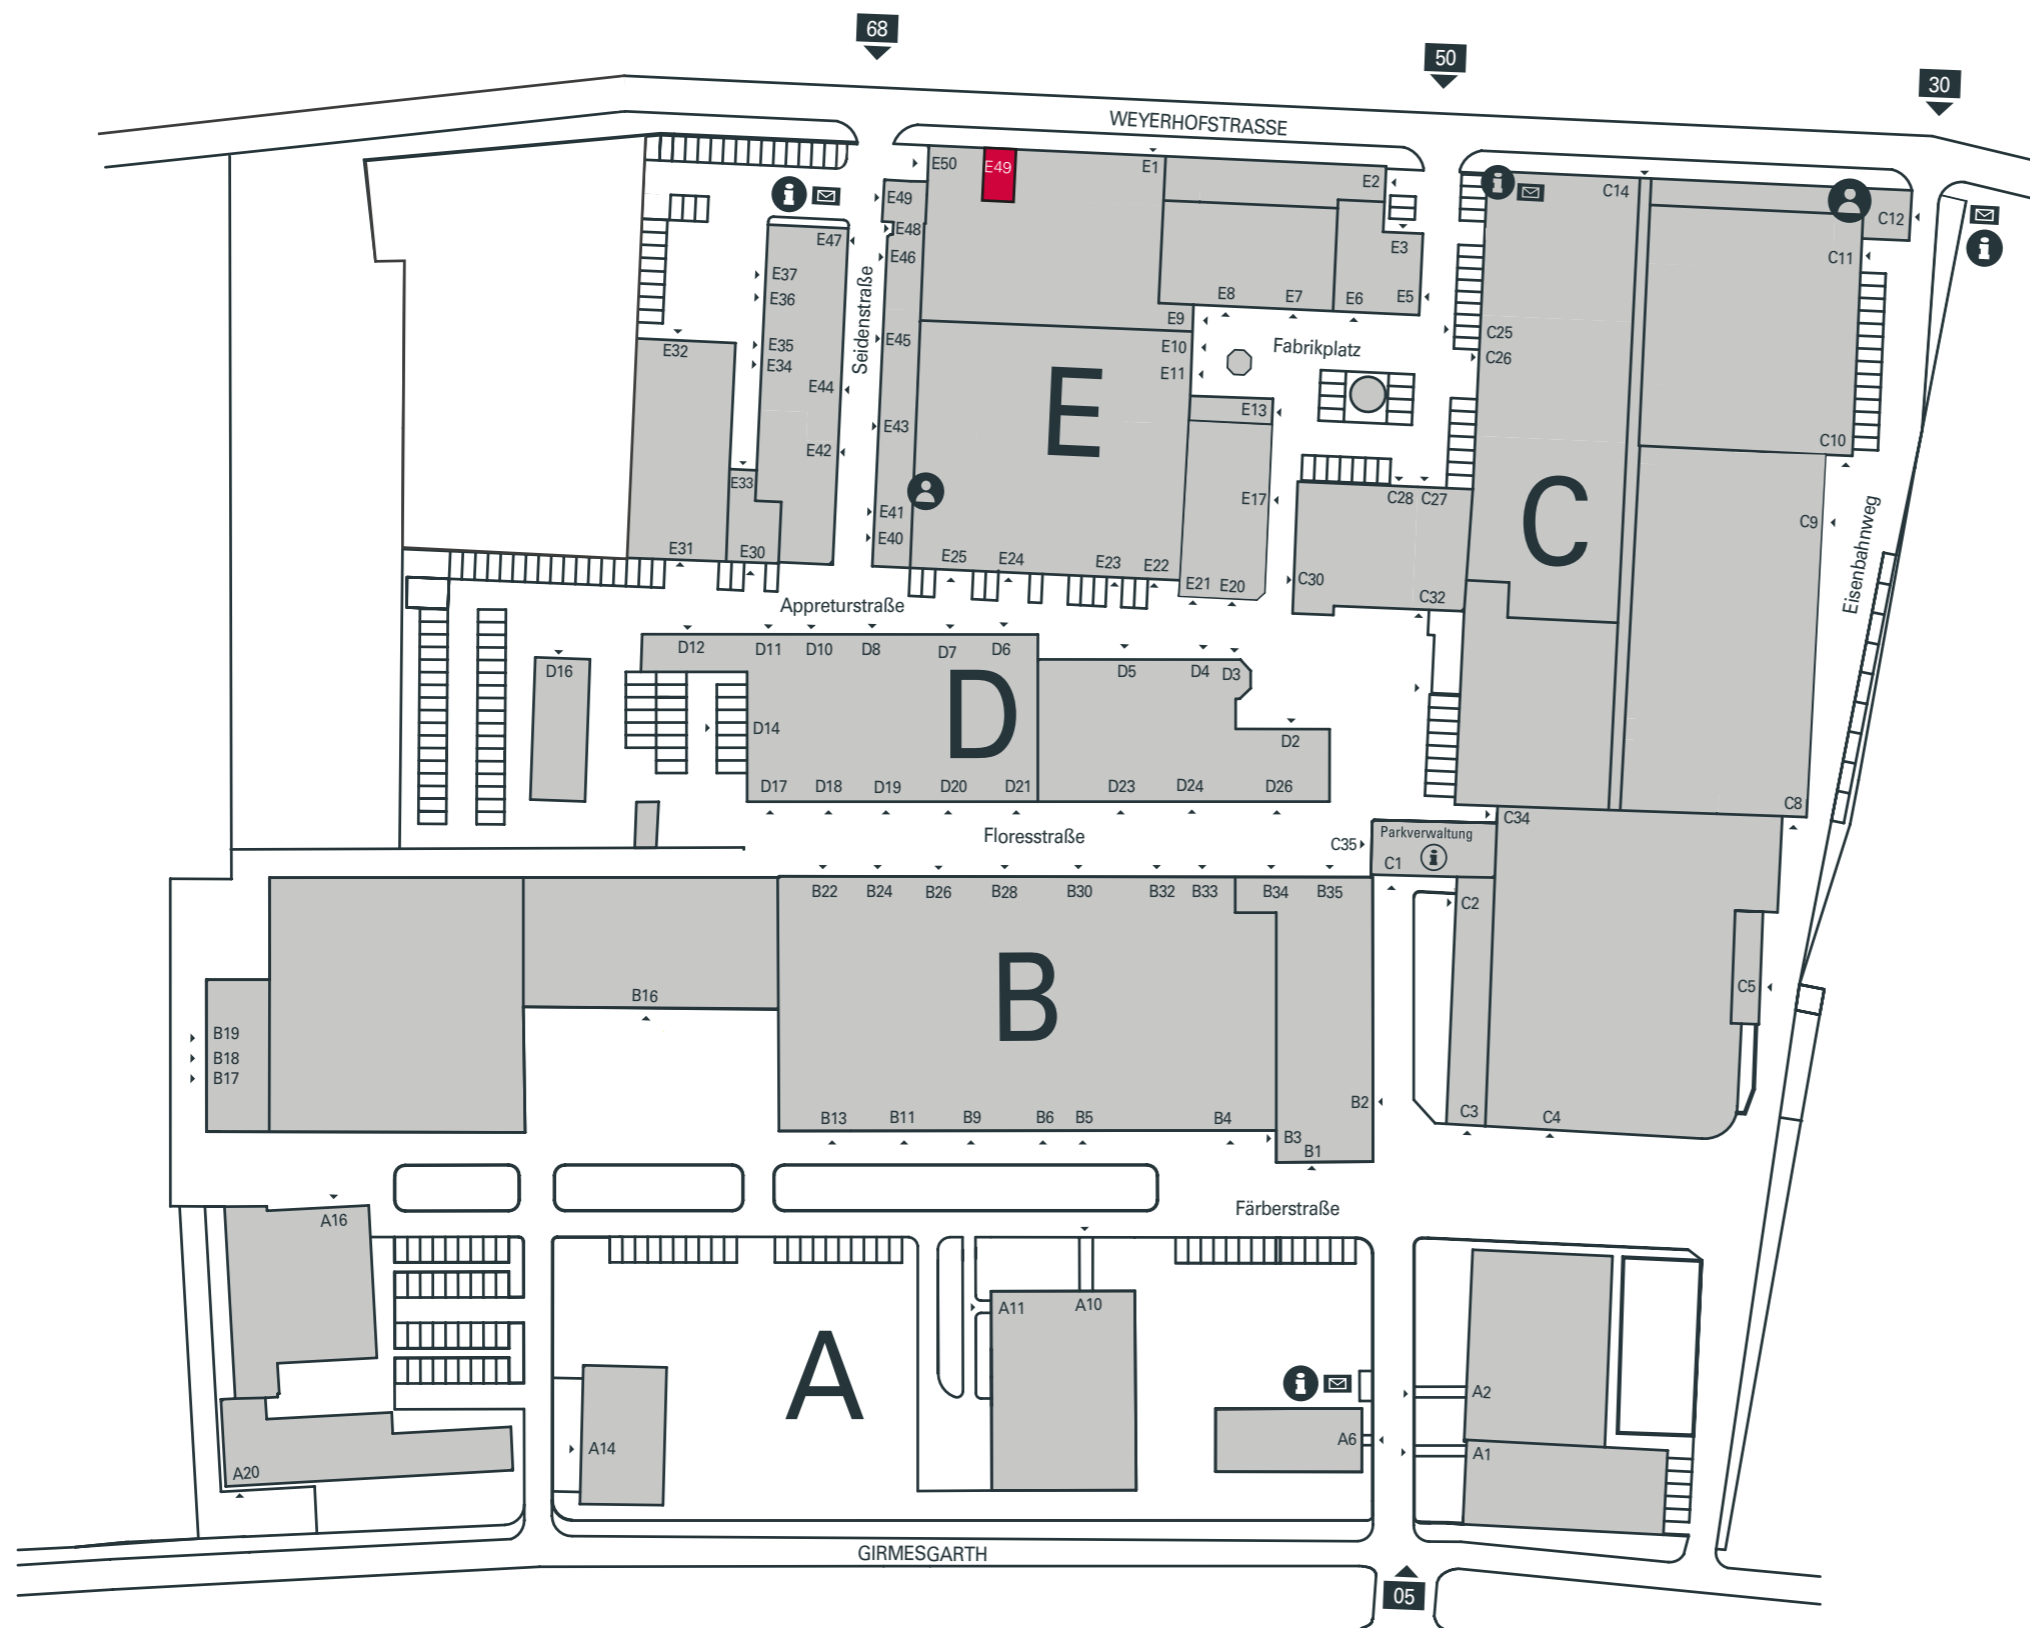 68
50
30
WEYERHOFSTRASSE
E50
E49
E1
E2
C14
C12
E49
E48
E47
E46
E3
C11
E37
E36
E8
E7
E6
E5
E9
Seidenstraße
E45
E10
Fabrikplatz
C25
C26
E32
E35
E34
E11
E44
E
E13
E43
E42
C10
E33
E17
C28
C27
C
C9
Eisenbahnweg
E41
E40
E31
E30
E25
E24
E23
E22
E21
E20
C30
C32
Appreturstraße
D12
D11
D10
D8
D7
D6
D16
D5
D4
D3
D
D14
D2
D17
D18
D19
D20
D21
D23
D24
D26
C8
C34
Floresstraße
C35
Parkverwaltung
C1
B22
B24
B26
B28
B30
B32
B33
B34
B35
C2
B
B16
C5
B19
B18
B17
B13
B11
B9
B6
B5
B4
B3
B2
B1
C3
C4
A16
Färberstraße
A11
A10
A
A14
A6
A2
A1
A20
GIRMESGARTH
05